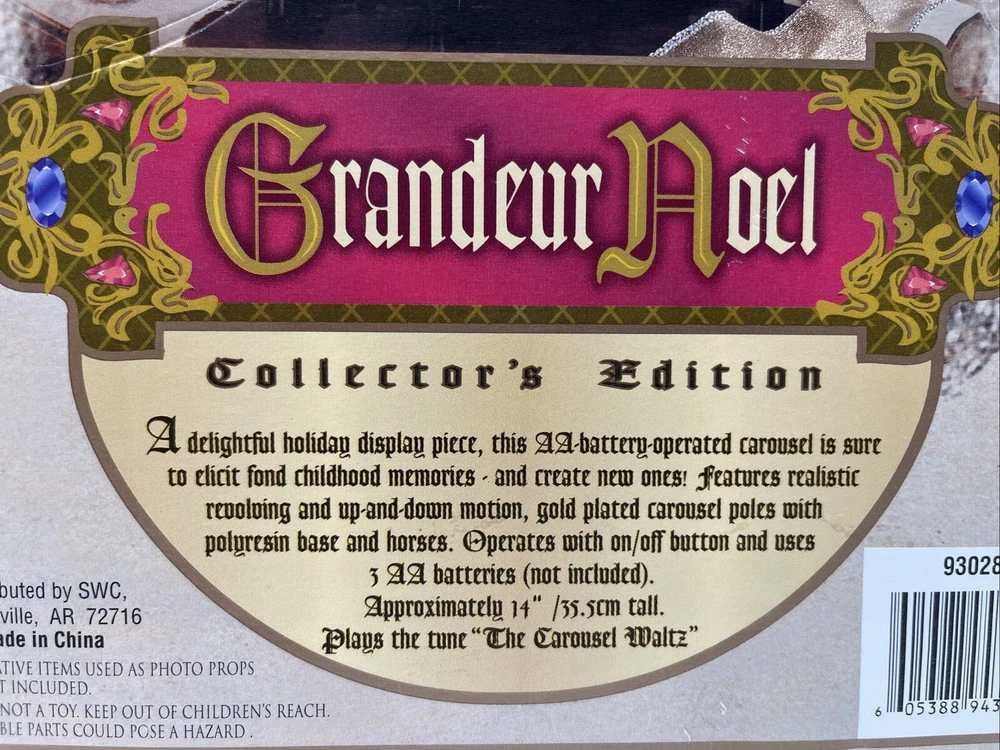 Grandeur Noel
Collector's Edition
A delightful holiday display piece, this AA-battery-operated carousel is sure
to elicit fond childhood memories - and create new ones! Features realistic
revolving and up-and-down motion, gold plated carousel poles with
polyresin base and horses. Operates with on/off button and uses
3 AA batteries (not included).
Approximately 14" /35.5cm tall.
Plays the tune "The Carousel Waltz"
buted by SWC,
ville, AR 72716
ade in China
ATIVE ITEMS USED AS PHOTO PROPS
T INCLUDED.
NOT A TOY. KEEP OUT OF CHILDREN'S REACH.
BLE PARTS COULD POSE A HAZARD .
93028
6 05388 943